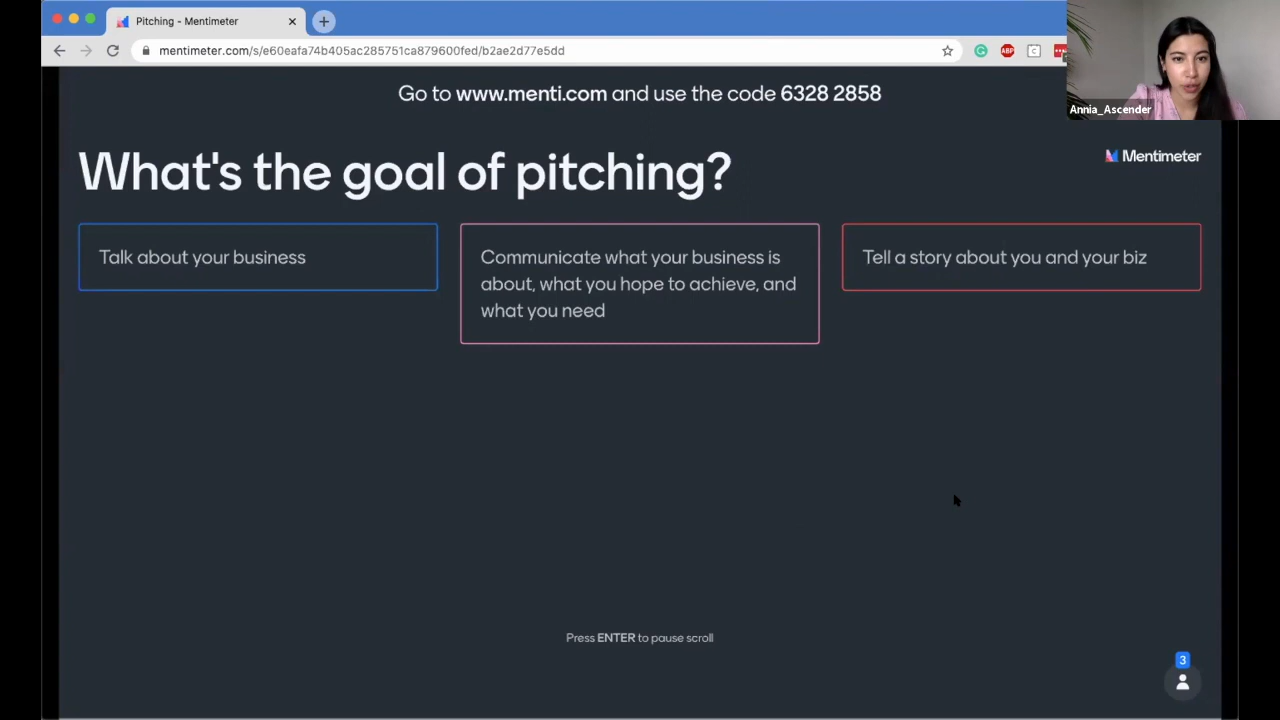 Pitching - Mentimeter
mentimeter.com/s/e60eafa74b405ac285751ca879600fed/b2ae2d77e5dd
ABP
Annia_Ascender
Go to www.menti.com and use the code 6328 2858
Mentimeter
What's the goal of pitching?
Talk about your business
Communicate what your business is
about, what you hope to achieve, and
what you need
Tell a story about you and your biz
Press ENTER to pause scroll
3